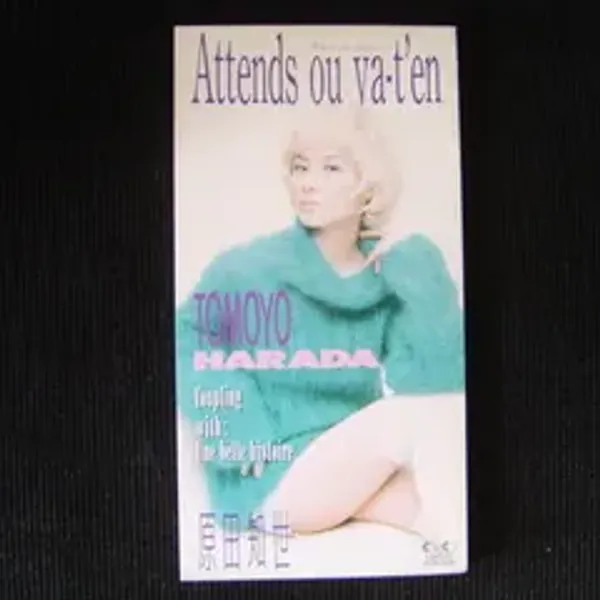 Attends ou va-t'en
TOMOYO
HARADA
Coupling
with:
Une belle histoire
原田知世